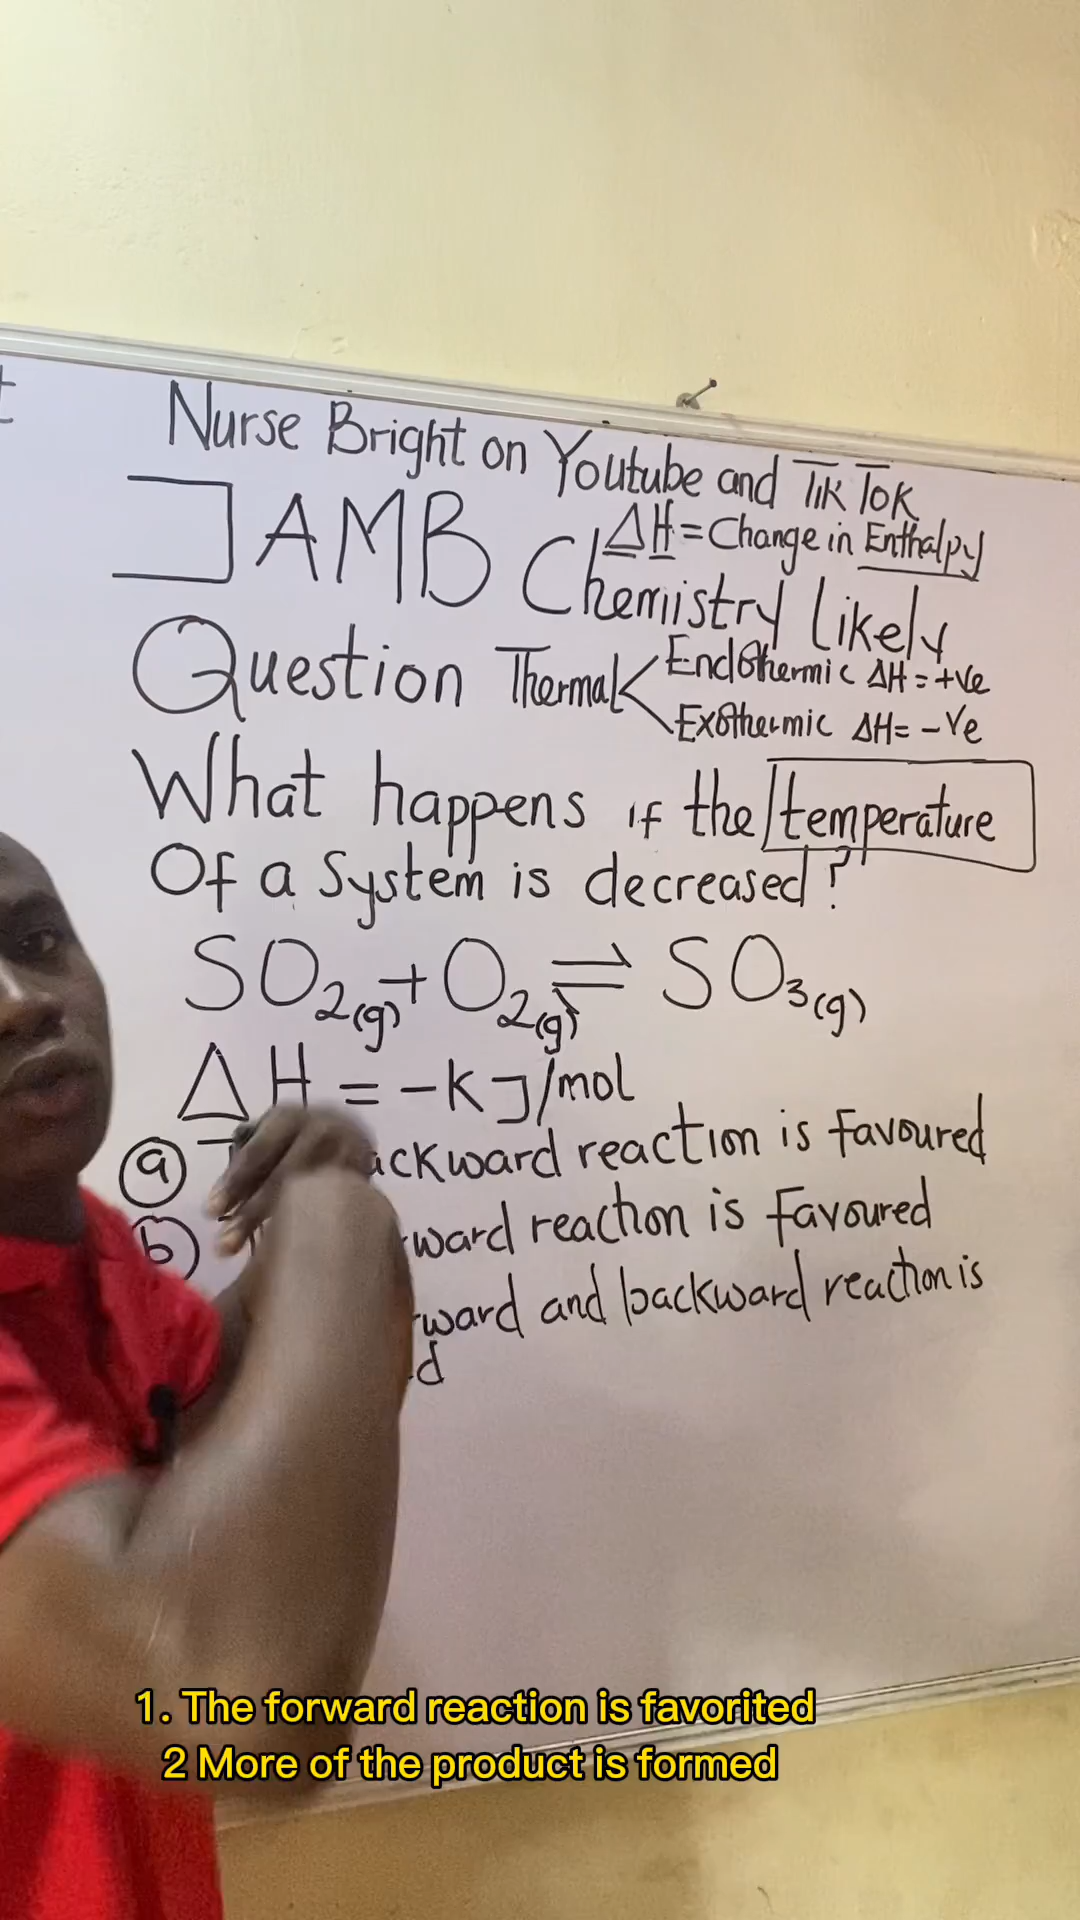 t
Nurse Bright on Youtube and TikTok
JAMB
ΔH = Change in Enthalpy
Chemistry Likely
Question
Thermal
Endothermic ΔH = +ve
Exothermic ΔH = -Ve
What happens if the temperature
Of a System is decreased?
SO2(g) + O2(g) ⇌ SO3(g)
ΔH = -KJ/mol
(a) ackward reaction is favoured
(b) ward reaction is favoured
ward and backward reaction is
d
1. The forward reaction is favorited
2 More of the product is formed